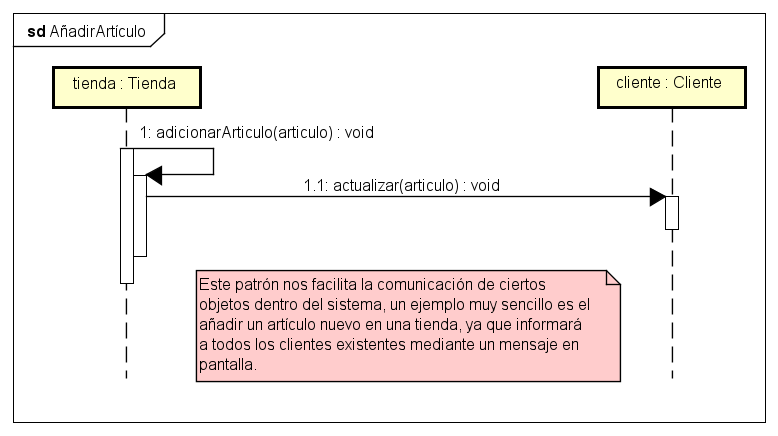 sd AñadirArtículo
tienda : Tienda
cliente : Cliente
1: adicionarArticulo(articulo) : void
1.1: actualizar(articulo) : void
Este patrón nos facilita la comunicación de ciertos
objetos dentro del sistema, un ejemplo muy sencillo es el
añadir un artículo nuevo en una tienda, ya que informará
a todos los clientes existentes mediante un mensaje en
pantalla.